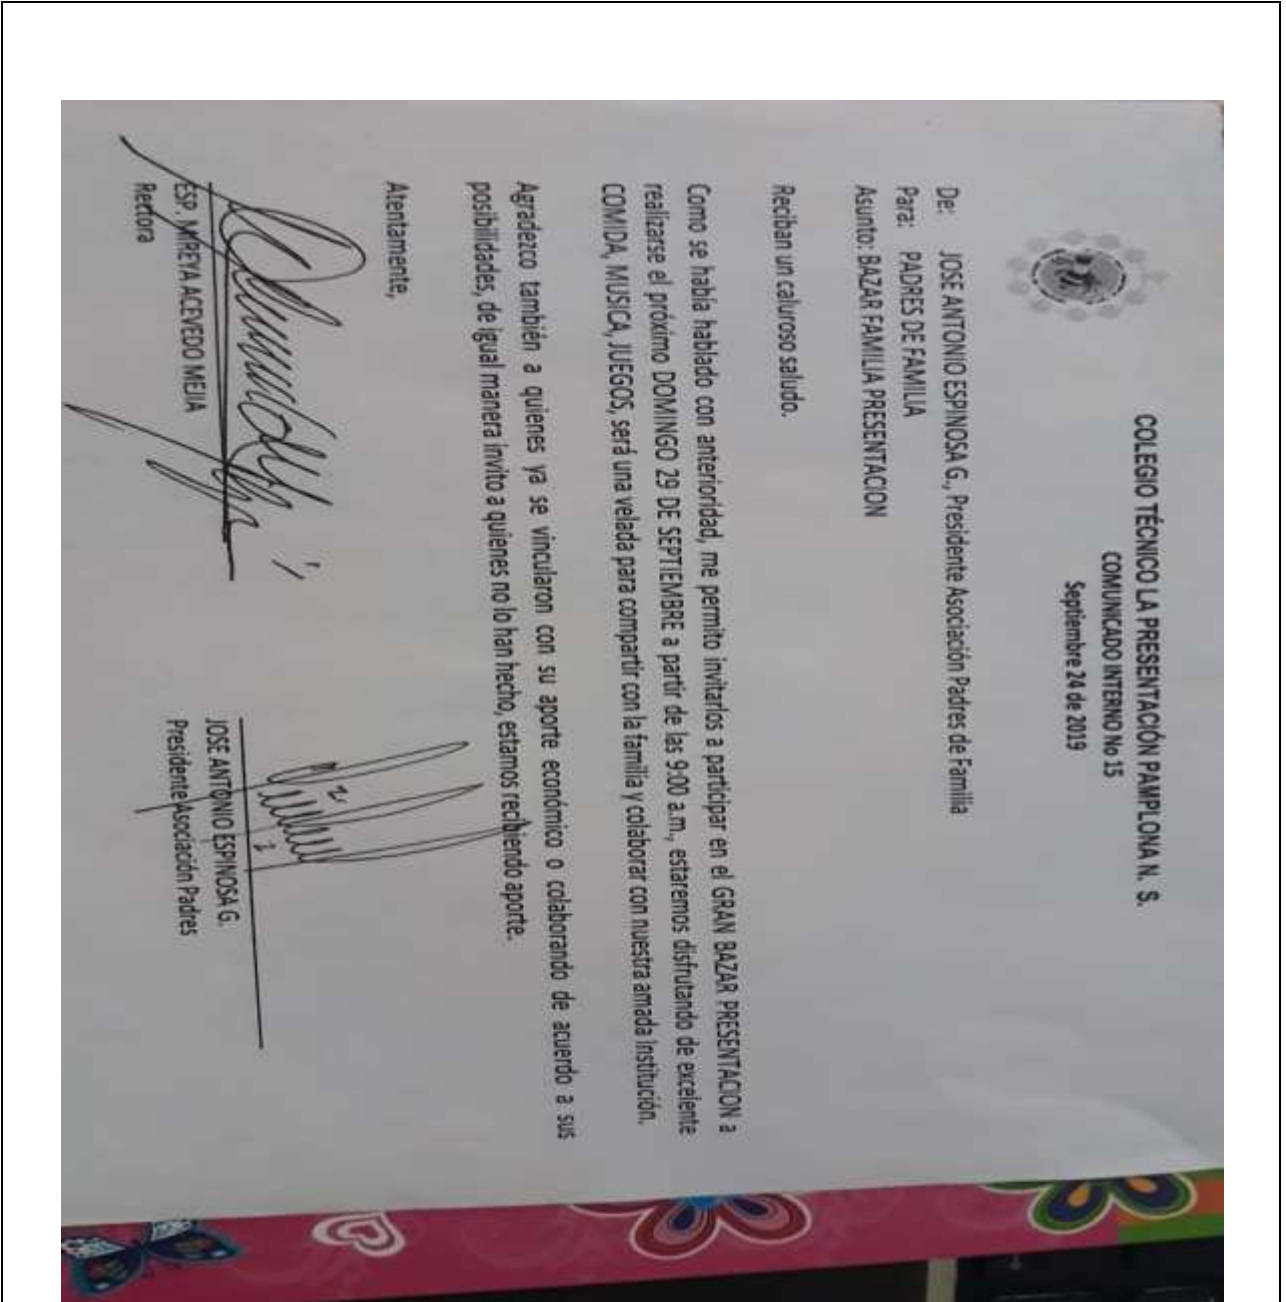 COLEGIO TÉCNICO LA PRESENTACIÓN PAMPLONA N. S.
COMUNICADO INTERNO No 15
Septiembre 24 de 2019
De: JOSE ANTONIO ESPINOSA G., Presidente Asociación Padres de Familia
Para: PADRES DE FAMILIA
Asunto: BAZAR FAMILIA PRESENTACION
Reciban un caluroso saludo.
Como se había hablado con anterioridad, me permito invitarlos a participar en el GRAN BAZAR PRESENTACION a
realizarse el próximo DOMINGO 29 DE SEPTIEMBRE a partir de las 9:00 a.m., estaremos disfrutando de excelente
COMIDA, MUSICA, JUEGOS, será una velada para compartir con la familia y colaborar con nuestra amada Institución.
Agradezco también a quienes ya se vincularon con su aporte económico o colaborando de acuerdo a sus
posibilidades, de igual manera invito a quienes no lo han hecho, estamos recibiendo aporte.
Atentamente,
ESP. MIREYA ACEVEDO MEJIA
Rectora
JOSE ANTONIO ESPINOSA G.
Presidente Asociación Padres